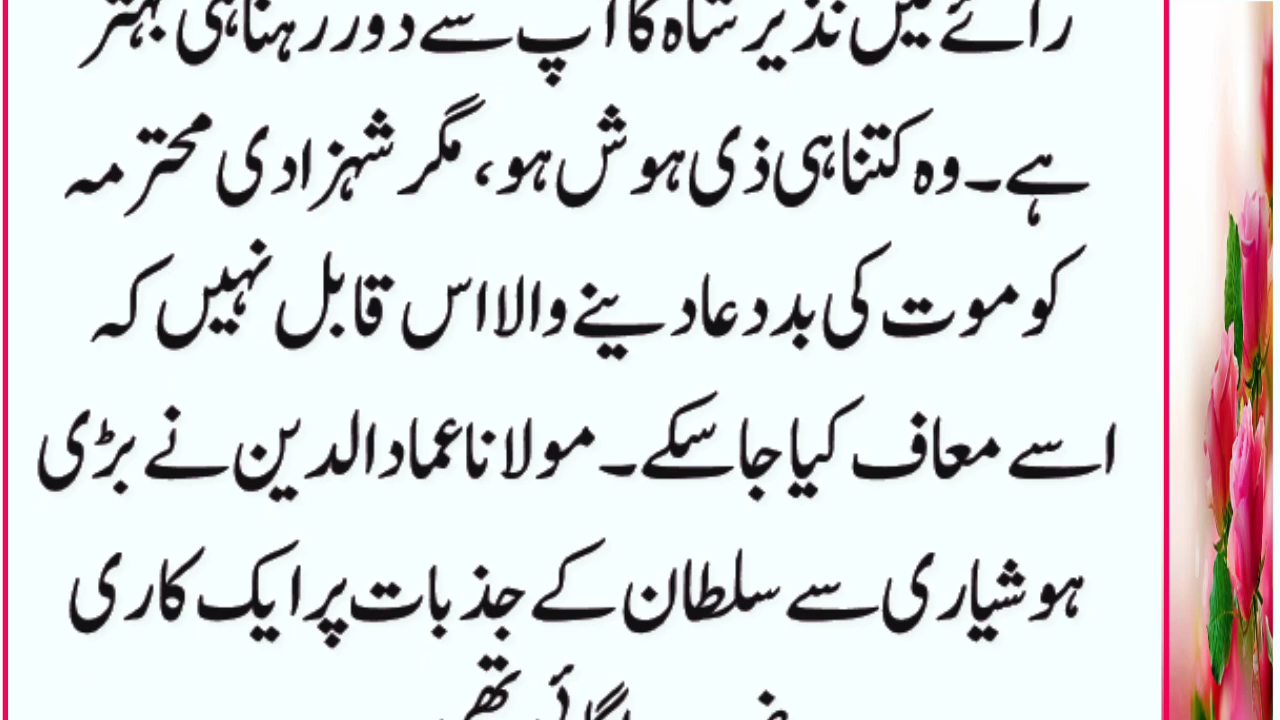 رائے میں نذیر شاہ کا آپ سے دور رہنا ہی بہتر
ہے۔ وہ کتنا ہی ذی ہوش ہو، مگر شہزادی محترمہ
کو موت کی بددعا دینے والا اس قابل نہیں کہ
اسے معاف کیا جا سکے۔ مولانا عماد الدین نے بڑی
ہوشیاری سے سلطان کے جذبات پر ایک کاری